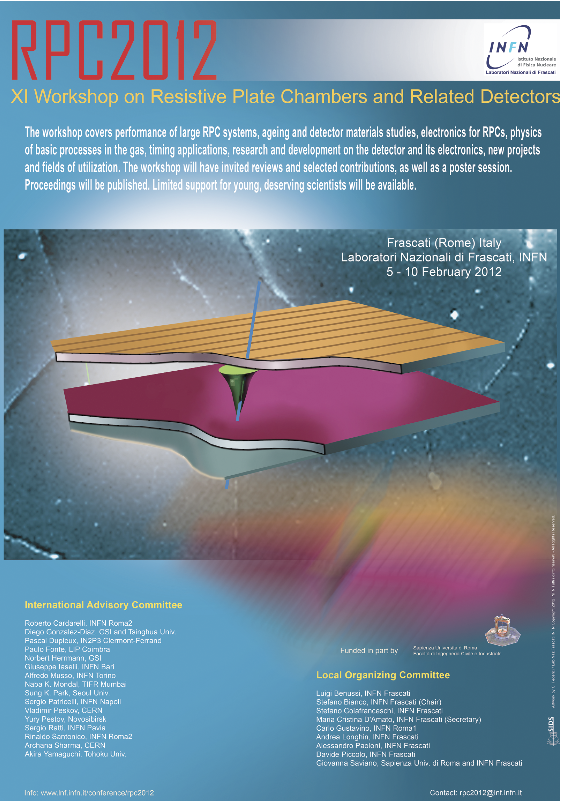 RPC2012
INFN
Istituto Nazionale
di Fisica Nucleare
Laboratori Nazionali di Frascati
XI Workshop on Resistive Plate Chambers and Related Detectors
The workshop covers performance of large RPC systems, ageing and detector materials studies, electronics for RPCs, physics
of basic processes in the gas, timing applications, research and development on the detector and its electronics, new projects
and fields of utilization. The workshop will have invited reviews and selected contributions, as well as a poster session.
Proceedings will be published. Limited support for young, deserving scientists will be available.
Frascati (Rome) Italy
Laboratori Nazionali di Frascati, INFN
5 - 10 February 2012
International Advisory Committee
Roberto Cardarelli, INFN Roma2
Diego Gonzalez-Diaz, GSI and Tsinghua Univ.
Pascal Dupieux, IN2P3 Clermont-Ferrand
Paulo Fonte, LIP Coimbra
Norbert Herrmann, GSI
Giuseppe Iaselli, INFN Bari
Alfredo Musso, INFN Torino
Naba K. Mondal, TIFR Mumbai
Sung K. Park, Seoul Univ.
Sergio Patricelli, INFN Napoli
Vladimir Peskov, CERN
Yury Pestov, Novosibirsk
Sergio Ratti, INFN Pavia
Rinaldo Santonico, INFN Roma2
Archana Sharma, CERN
Akira Yamaguchi, Tohoku Univ.
Funded in part by
Sapienza Università di Roma
Local Organizing Committee
Luigi Benussi, INFN Frascati
Stefano Bianco, INFN Frascati (Chair)
Stefano Colafranceschi, INFN Frascati
Maria Cristina D'Amato, INFN Frascati (Secretary)
Carlo Gustavino, INFN Roma1
Andrea Longhin, INFN Frascati
Alessandro Paoloni, INFN Frascati
Davide Piccolo, INFN Frascati
Giovanna Saviano, Sapienza Univ. di Roma and INFN Frascati
SIDS
Info: www.lnf.infn.it/conference/rpc2012
Contact: rpc2012@lnf.infn.it